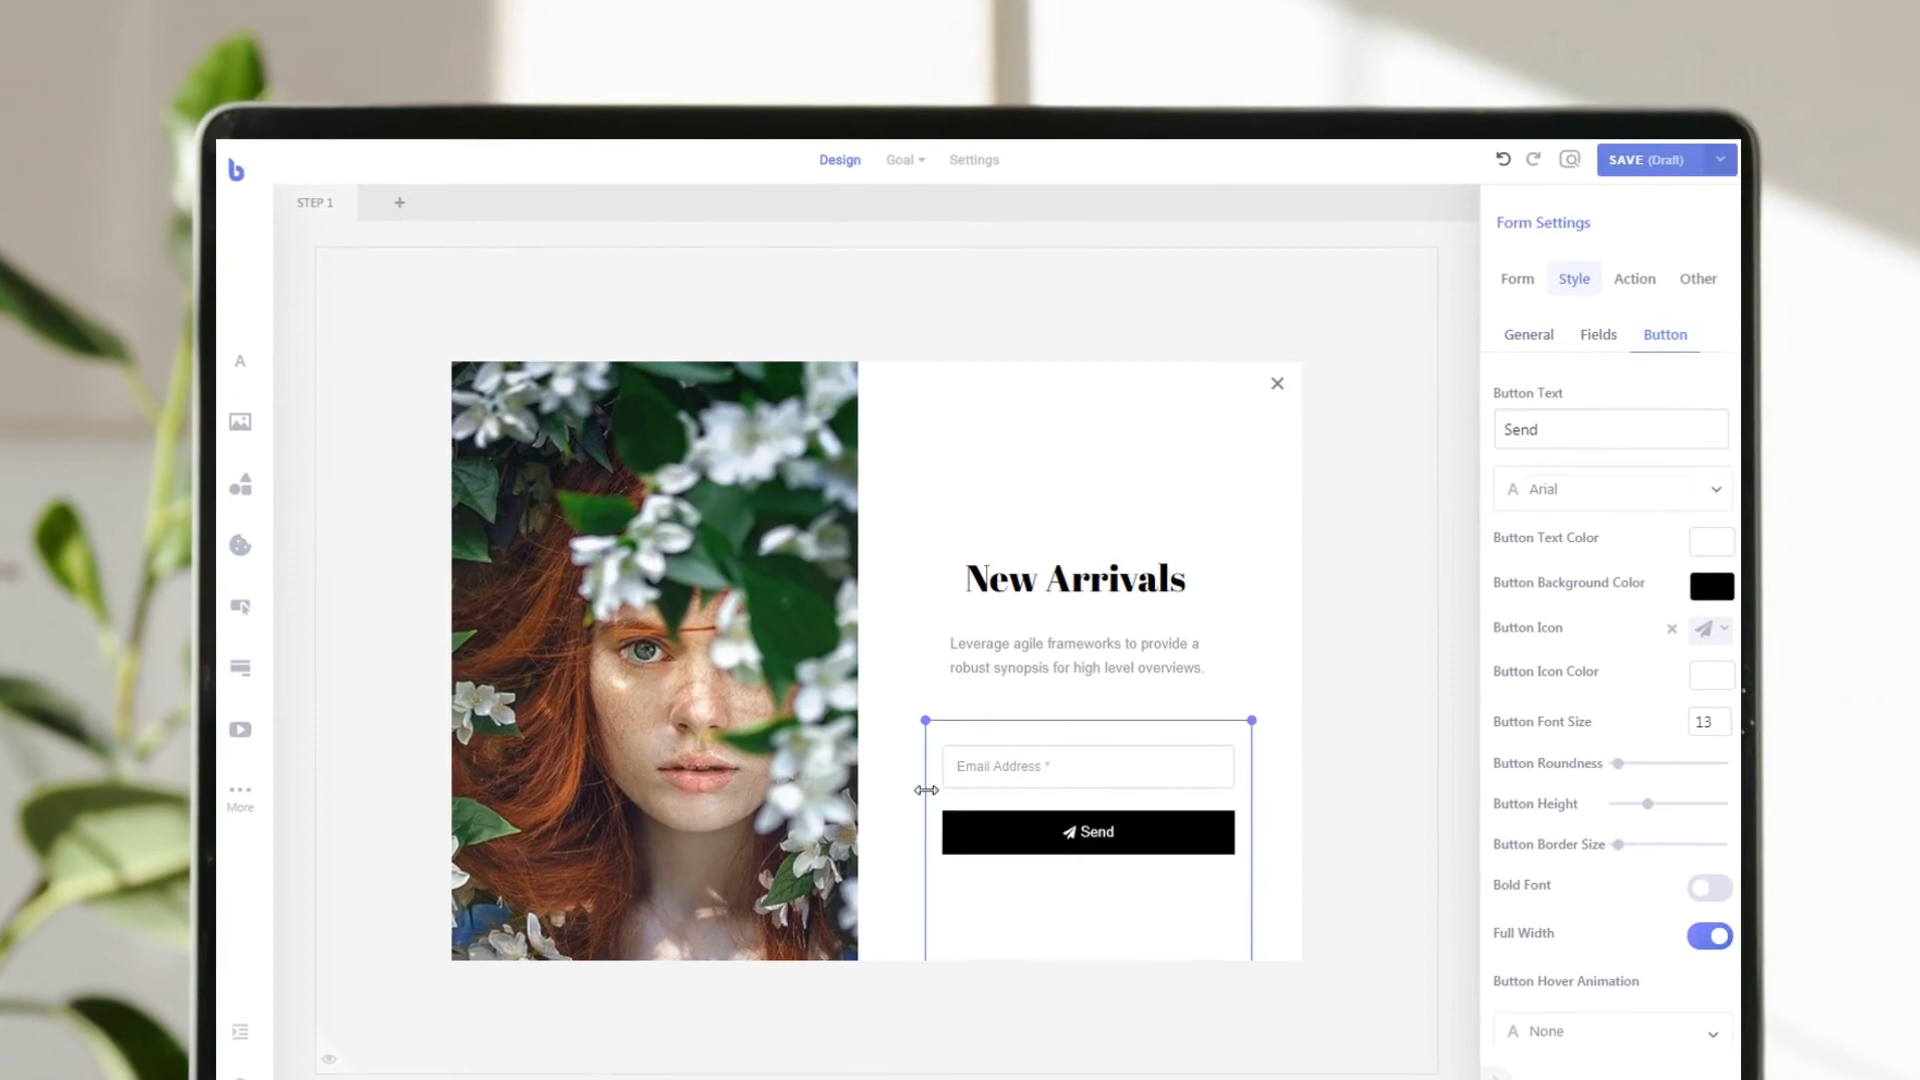 b
Design
Goal
Settings
SAVE (Draft)
STEP 1
+
Form Settings
Form
Style
Action
Other
General
Fields
Button
Button Text
Send
A Arial
Button Text Color
Button Background Color
Button Icon
Button Icon Color
Button Font Size
13
Button Roundness
Button Height
Button Border Size
Bold Font
Full Width
Button Hover Animation
A None
A
More
New Arrivals
Leverage agile frameworks to provide a
robust synopsis for high level overviews.
Email Address *
Send